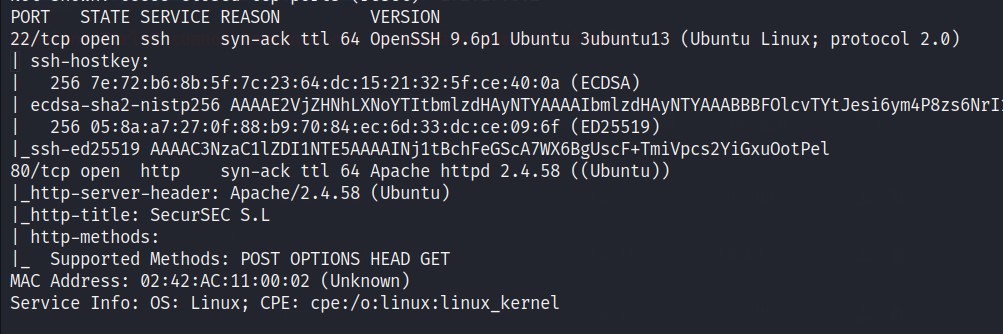 PORT   STATE SERVICE REASON         VERSION
22/tcp open  ssh     syn-ack ttl 64 OpenSSH 9.6p1 Ubuntu 3ubuntu13 (Ubuntu Linux; protocol 2.0)
| ssh-hostkey:
|   256 7e:72:b6:8b:5f:7c:23:64:dc:15:21:32:5f:ce:40:0a (ECDSA)
| ecdsa-sha2-nistp256 AAAAE2VjZHNhLXNoYTItbmlzdHAyNTYAAAAIbmlzdHAyNTYAAABBBFOlcvTYtJesi6ym4P8zs6NrI
|   256 05:8a:a7:27:0f:88:b9:70:84:ec:6d:33:dc:ce:09:6f (ED25519)
|_ssh-ed25519 AAAAC3NzaC1lZDI1NTE5AAAAINj1tBchFeGScA7WX6BgUscF+TmiVpcs2YiGxuOotPel
80/tcp open  http    syn-ack ttl 64 Apache httpd 2.4.58 ((Ubuntu))
|_http-server-header: Apache/2.4.58 (Ubuntu)
|_http-title: SecurSEC S.L
| http-methods:
|_  Supported Methods: POST OPTIONS HEAD GET
MAC Address: 02:42:AC:11:00:02 (Unknown)
Service Info: OS: Linux; CPE: cpe:/o:linux:linux_kernel